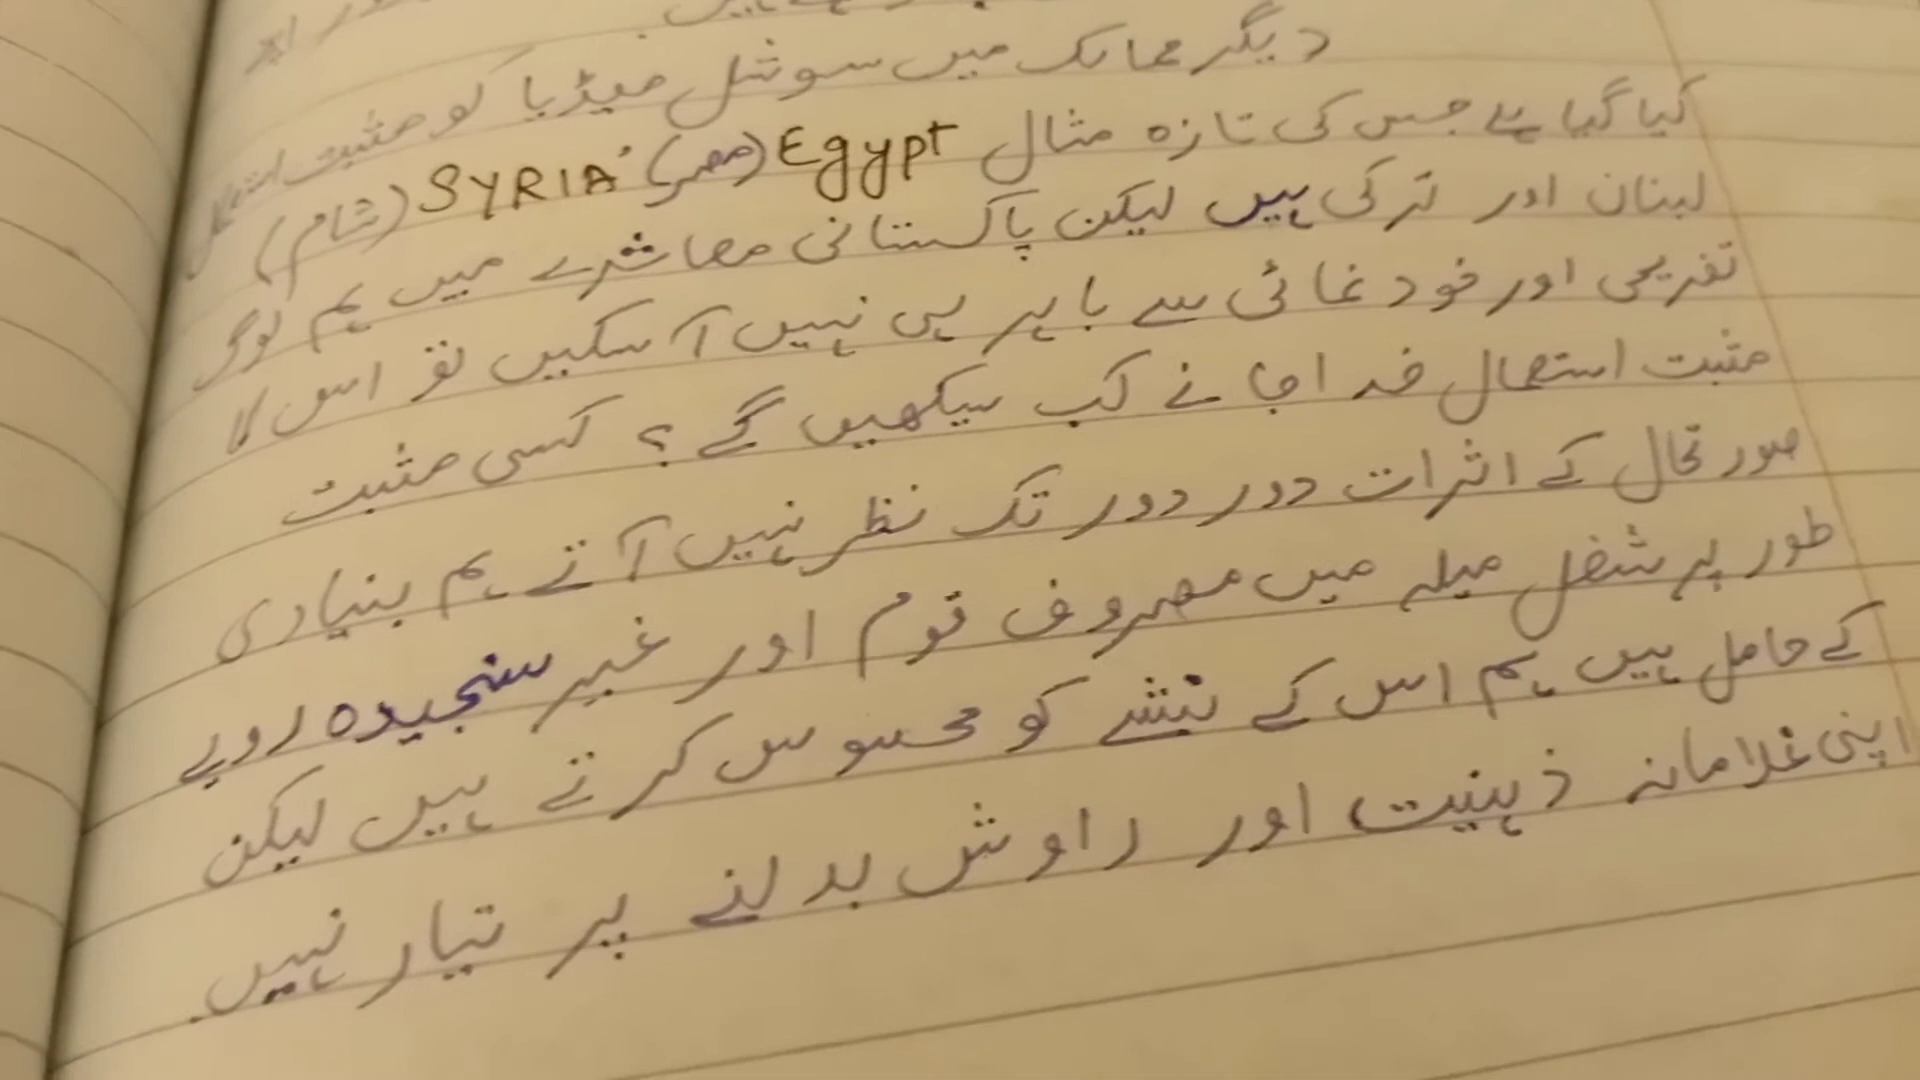 دیگر ممالک میں سوشل میڈیا کو مثبت استعمال
کیا گیا ہے جس کی تازہ مثال Egypt (مصر) SYRIA' (شام)
لبنان اور ترکی ہیں لیکن پاکستانی معاشرے میں ہم لوگ
تفریحی اور خود نمائی سے باہر ہی نہیں آ سکیں تو اس کا
مثبت استعمال خدا جانے کب سیکھیں گے؟ کسی مثبت
صورتحال کے اثرات دور دور تک نظر نہیں آتے ہم بنیادی
طور پر شغل میلہ میں مصروف قوم اور غیر سنجیدہ رویے
کے حامل ہیں ہم اس کے نشے کو محسوس کرتے ہیں لیکن
اپنی غلامانہ ذہنیت اور راوش بدلنے پر تیار نہیں۔